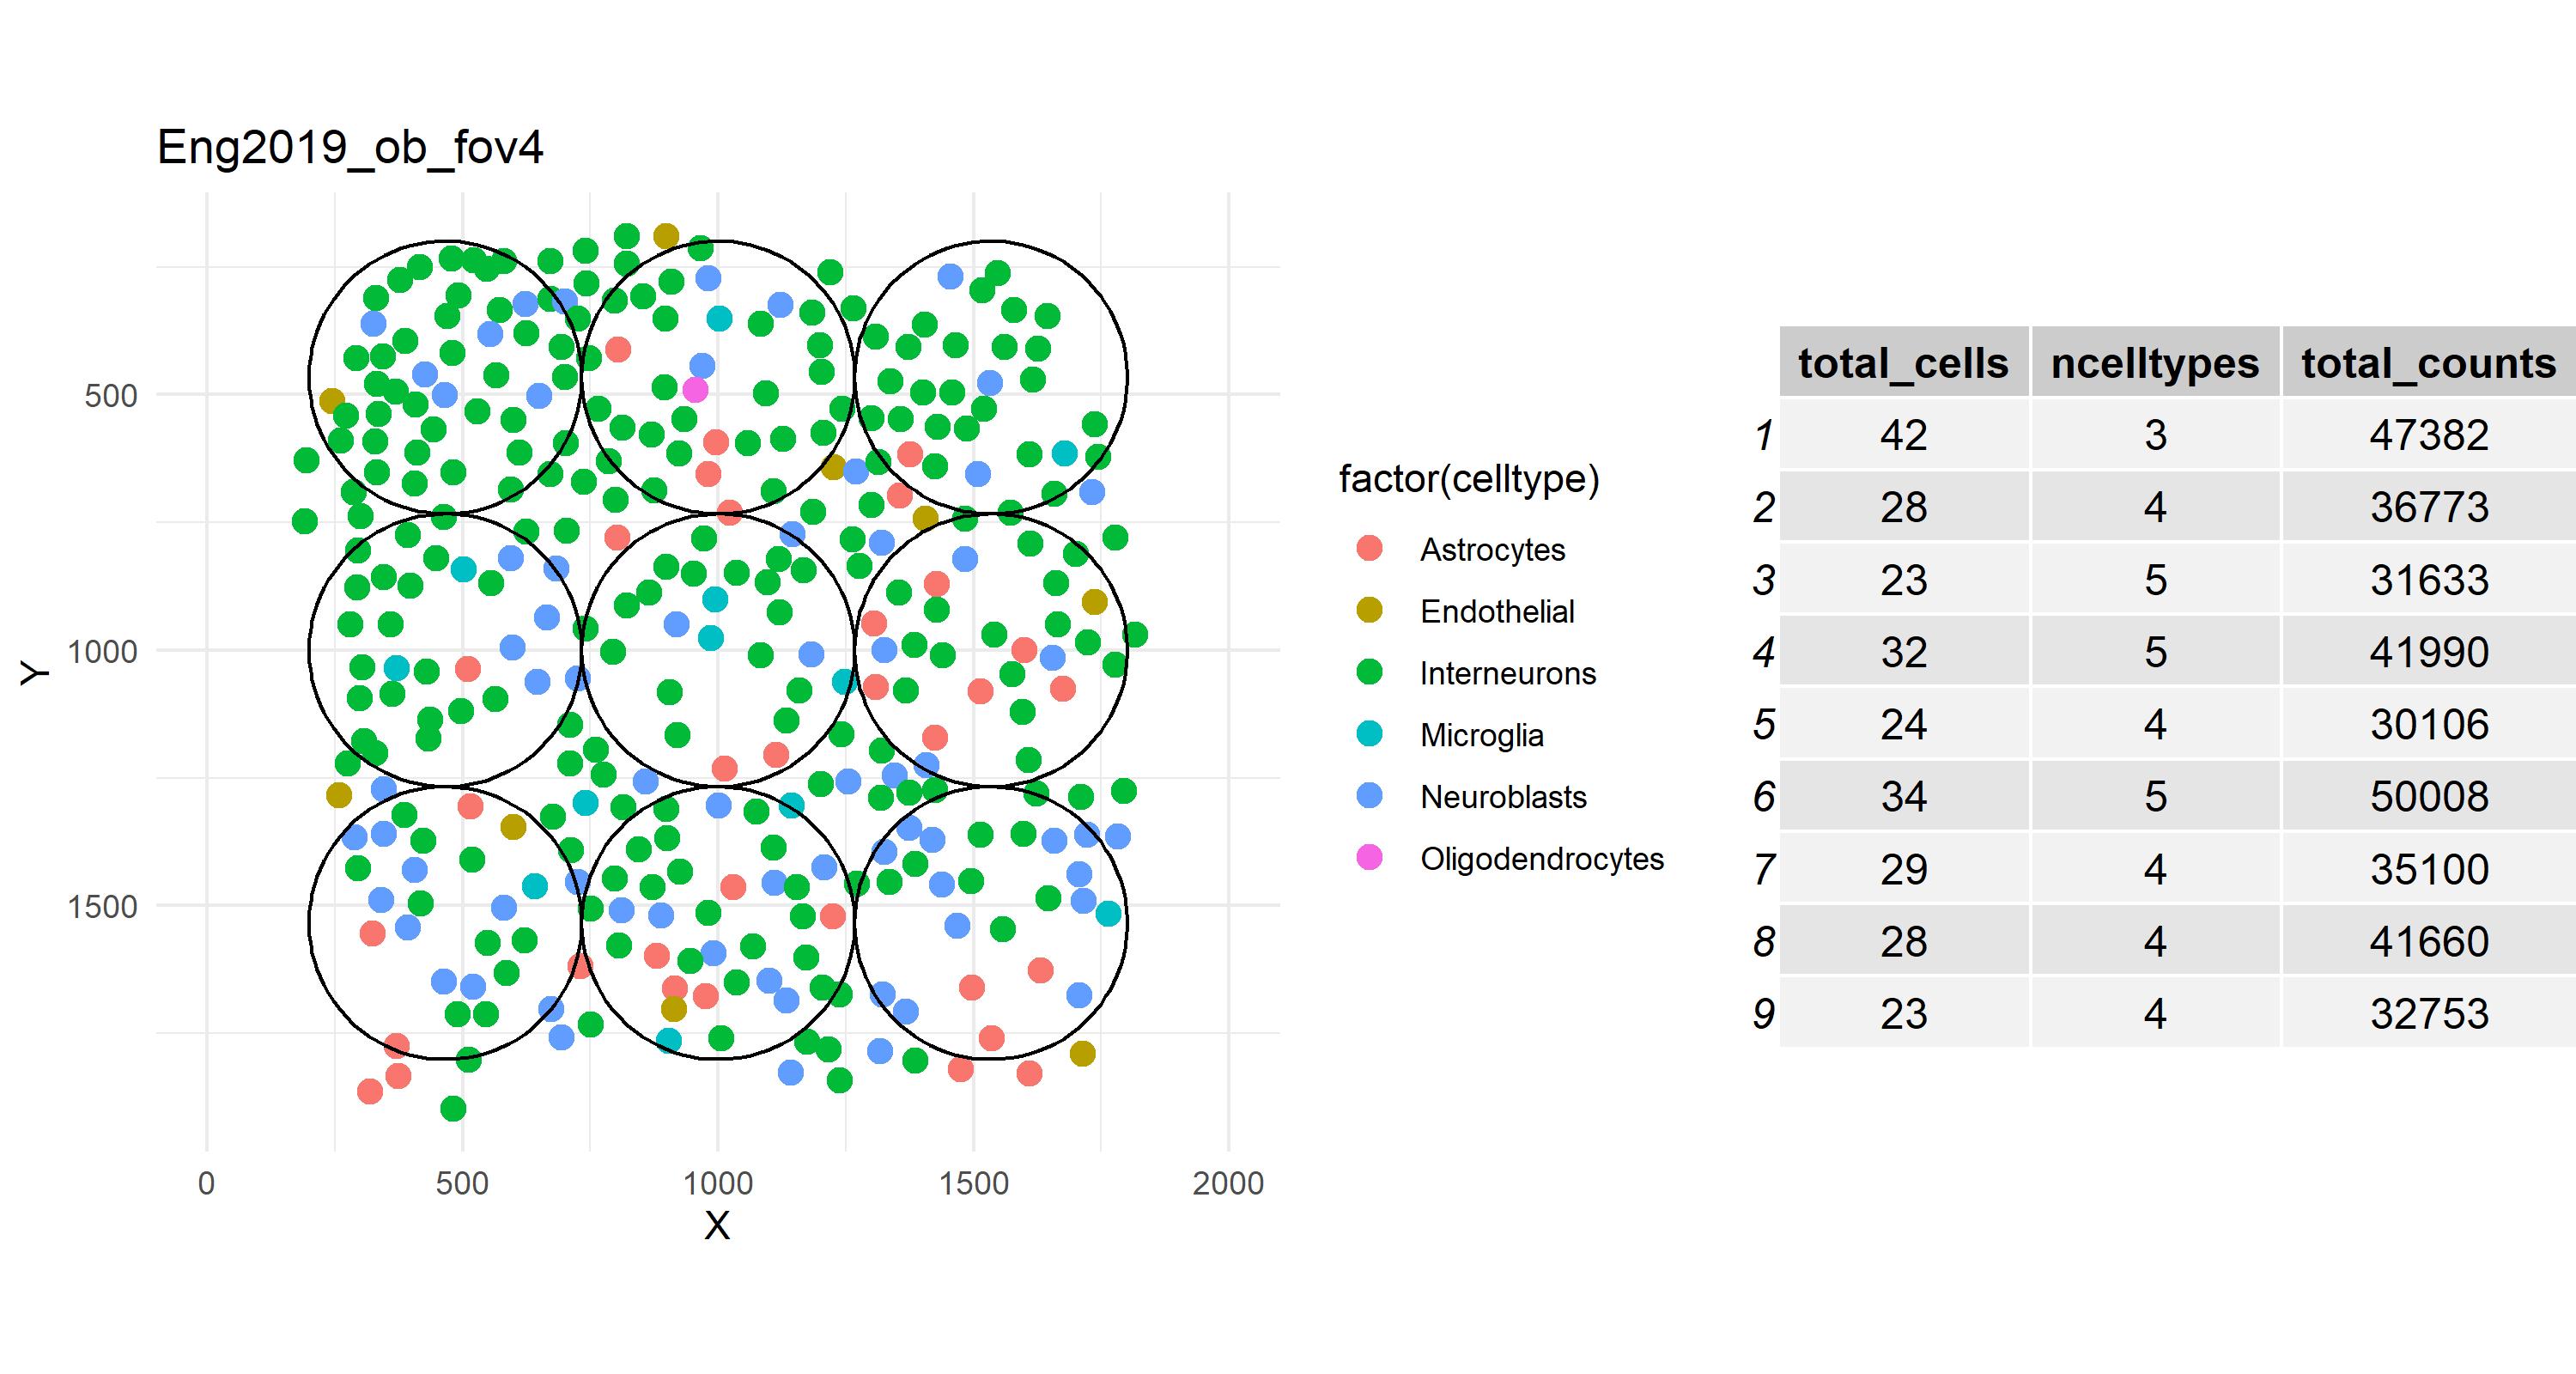 Eng2019_ob_fov4
Y
500
1000
1500
0 500 1000 1500 2000
X
factor(celltype)
Astrocytes
Endothelial
Interneurons
Microglia
Neuroblasts
Oligodendrocytes
total_cells ncelltypes total_counts
1 42 3 47382
2 28 4 36773
3 23 5 31633
4 32 5 41990
5 24 4 30106
6 34 5 50008
7 29 4 35100
8 28 4 41660
9 23 4 32753